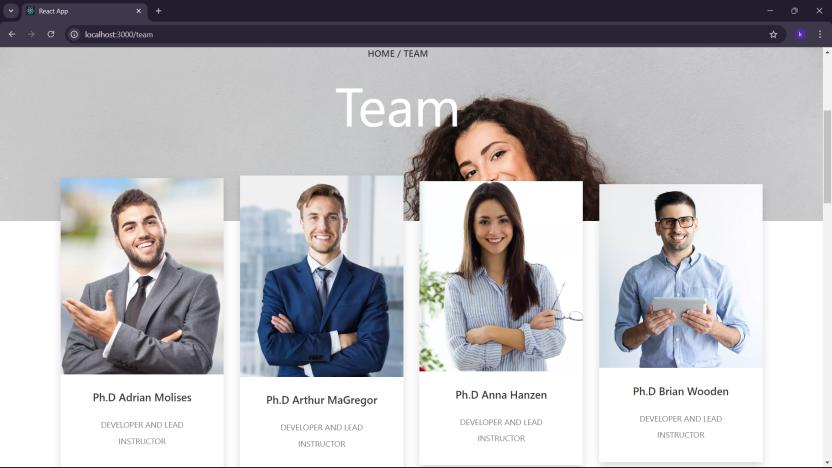 React App
localhost:3000/team
k
HOME / TEAM
Team
Ph.D Adrian Molises
DEVELOPER AND LEAD
INSTRUCTOR
Ph.D Arthur MaGregor
DEVELOPER AND LEAD
INSTRUCTOR
Ph.D Anna Hanzen
DEVELOPER AND LEAD
INSTRUCTOR
Ph.D Brian Wooden
DEVELOPER AND LEAD
INSTRUCTOR